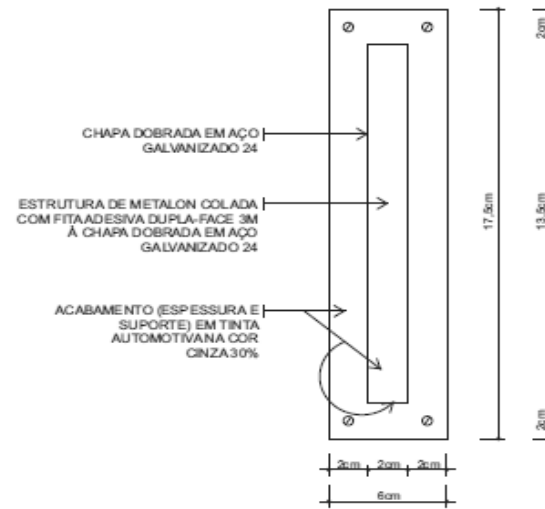 CHAPA DOBRADA EM AÇO
GALVANIZADO 24
ESTRUTURA DE METALON COLADA
COM FITA ADESIVA DUPLA-FACE 3M
À CHAPA DOBRADA EM AÇO
GALVANIZADO 24
ACABAMENTO (ESPESSURA E
SUPORTE) EM TINTA
AUTOMOTIVA NA COR
CINZA 30%
2cm
17,5cm
13.5cm
2cm
2cm 2cm 2cm
6cm